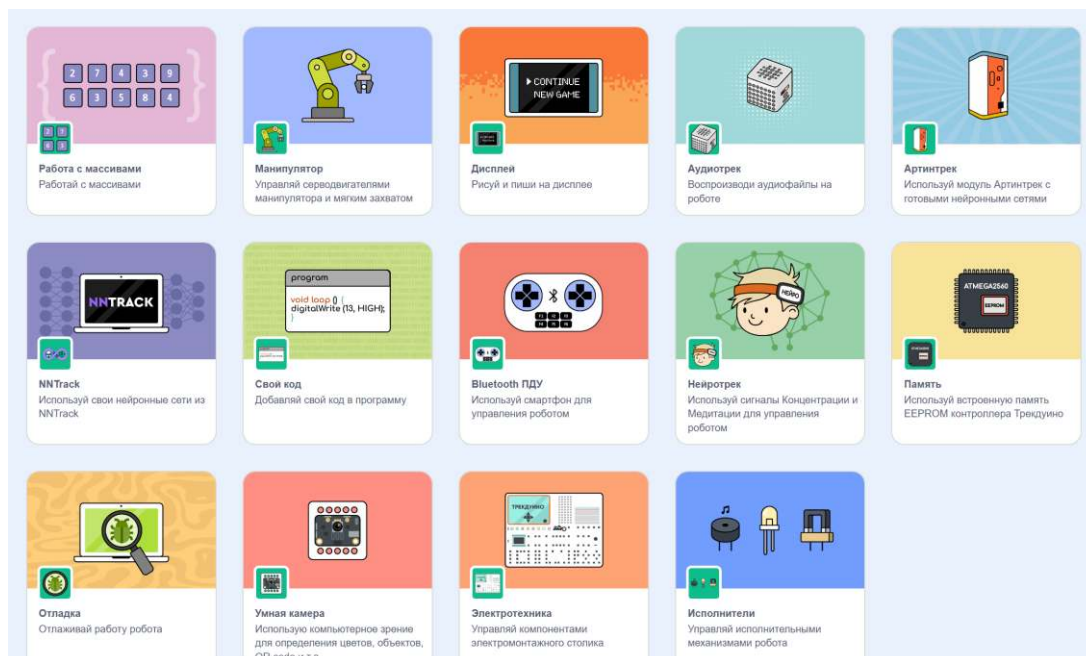 2 7 4 3 9
6 3 5 8 4
Работа с массивами
Работай с массивами
Манипулятор
Управляй серводвигателями
манипулятора и мягким захватом
CONTINUE
NEW GAME
Дисплей
Рисуй и пиши на дисплее
Аудиотрек
Воспроизводи аудиофайлы на
роботе
Артинтрек
Используй модуль Артинтрек с
готовыми нейронными сетями
NNTRACK
NNTrack
Используй свои нейронные сети из
NNTrack
program
void loop () {
digitalWrite (13, HIGH);
}
Свой код
Добавляй свой код в программу
Bluetooth ПДУ
Используй смартфон для
управления роботом
НЕЙРО
Нейротрек
Используй сигналы Концентрации и
Медитации для управления
роботом
ATMEGA2560
EEPROM
Память
Используй встроенную память
EEPROM контроллера Трекдуино
Отладка
Отлаживай работу робота
Умная камера
Использую компьютерное зрение
для определения цветов, объектов,
QR code и т.д.
ТРЕКДУИНО
Электротехника
Управляй компонентами
электромонтажного столика
Исполнители
Управляй исполнительными
механизмами робота